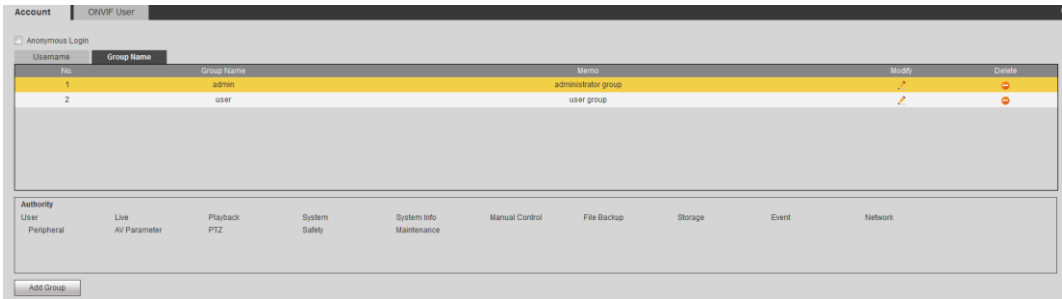 Account ONVIF User
Anonymous Login
Username Group Name
No. Group Name Memo Modify Delete
1 admin administrator group
2 user user group
Authority
User Live Playback System System Info Manual Control File Backup Storage Event Network
Peripheral AV Parameter PTZ Safety Maintenance
Add Group